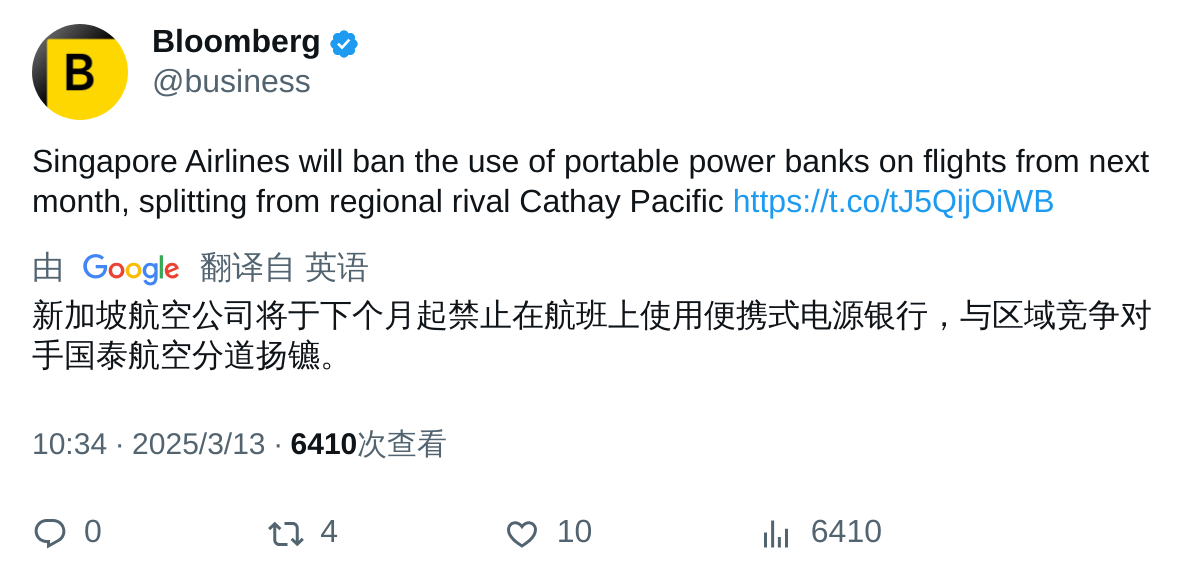 B
Bloomberg
@business
Singapore Airlines will ban the use of portable power banks on flights from next
month, splitting from regional rival Cathay Pacific https://t.co/tJ5QijOiWB
由 Google 翻译自 英语
新加坡航空公司将于下个月起禁止在航班上使用便携式电源银行，与区域竞争对
手国泰航空分道扬镳。
10:34 · 2025/3/13 · 6410次查看
0 4 10 6410